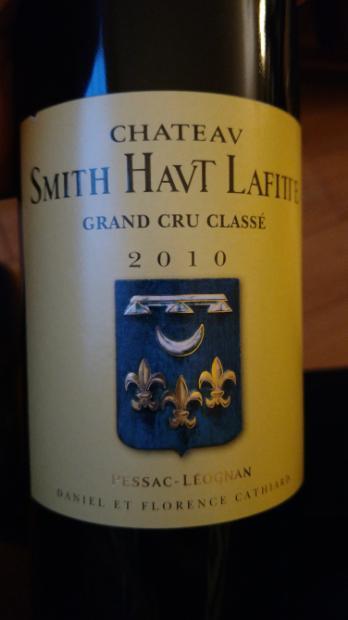 CHATEAV
SMITH HAVT LAFITTE
GRAND CRU CLASSÉ
2010
PESSAC-LÉOGNAN
DANIEL ET FLORENCE CATHIARD